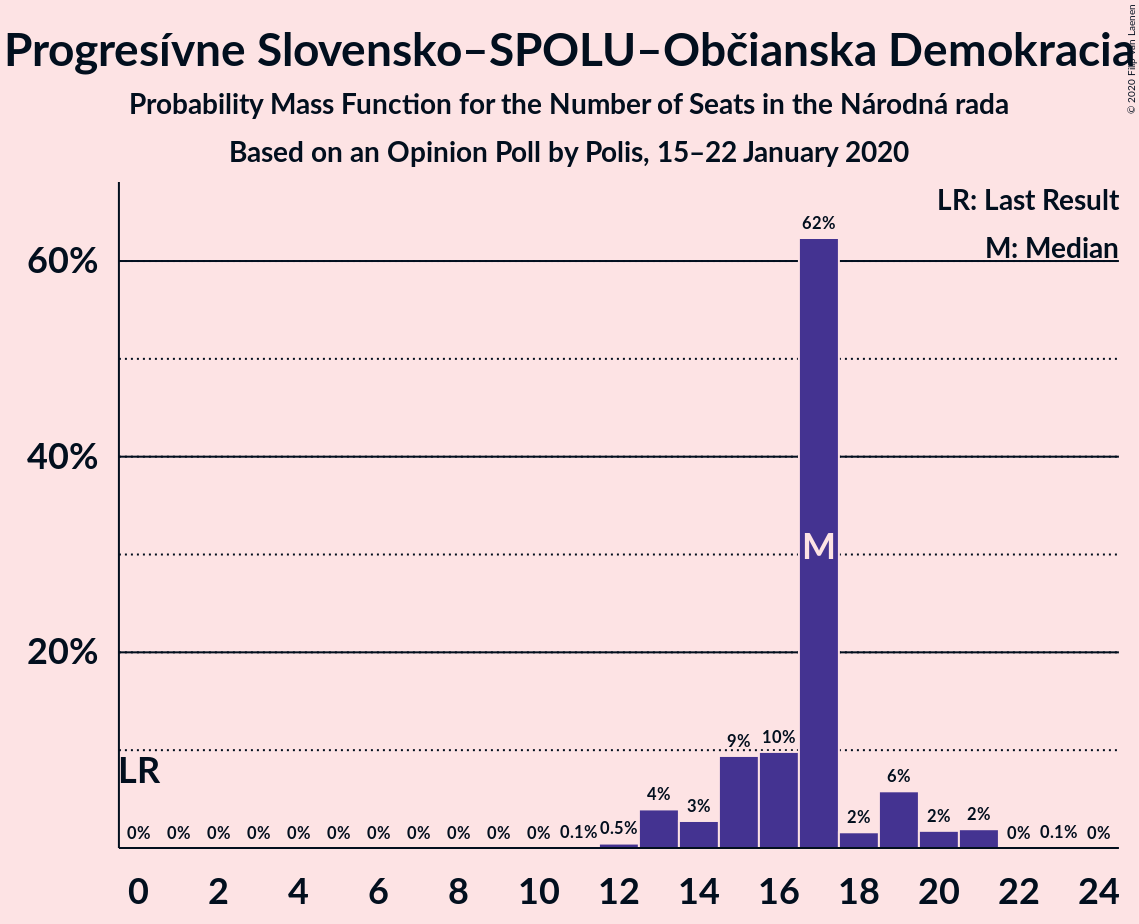 Progresívne Slovensko–SPOLU–Občianska Demokracia
Probability Mass Function for the Number of Seats in the Národná rada
Based on an Opinion Poll by Polis, 15–22 January 2020
© 2020 Filip van Laenen
LR: Last Result
M: Median
62%
60%
40%
M
20%
9% 10%
LR
6%
4% 3% 2% 2% 2%
0% 0% 0% 0% 0% 0% 0% 0% 0% 0% 0% 0.1% 0.5% 0% 0.1% 0%
0 2 4 6 8 10 12 14 16 18 20 22 24